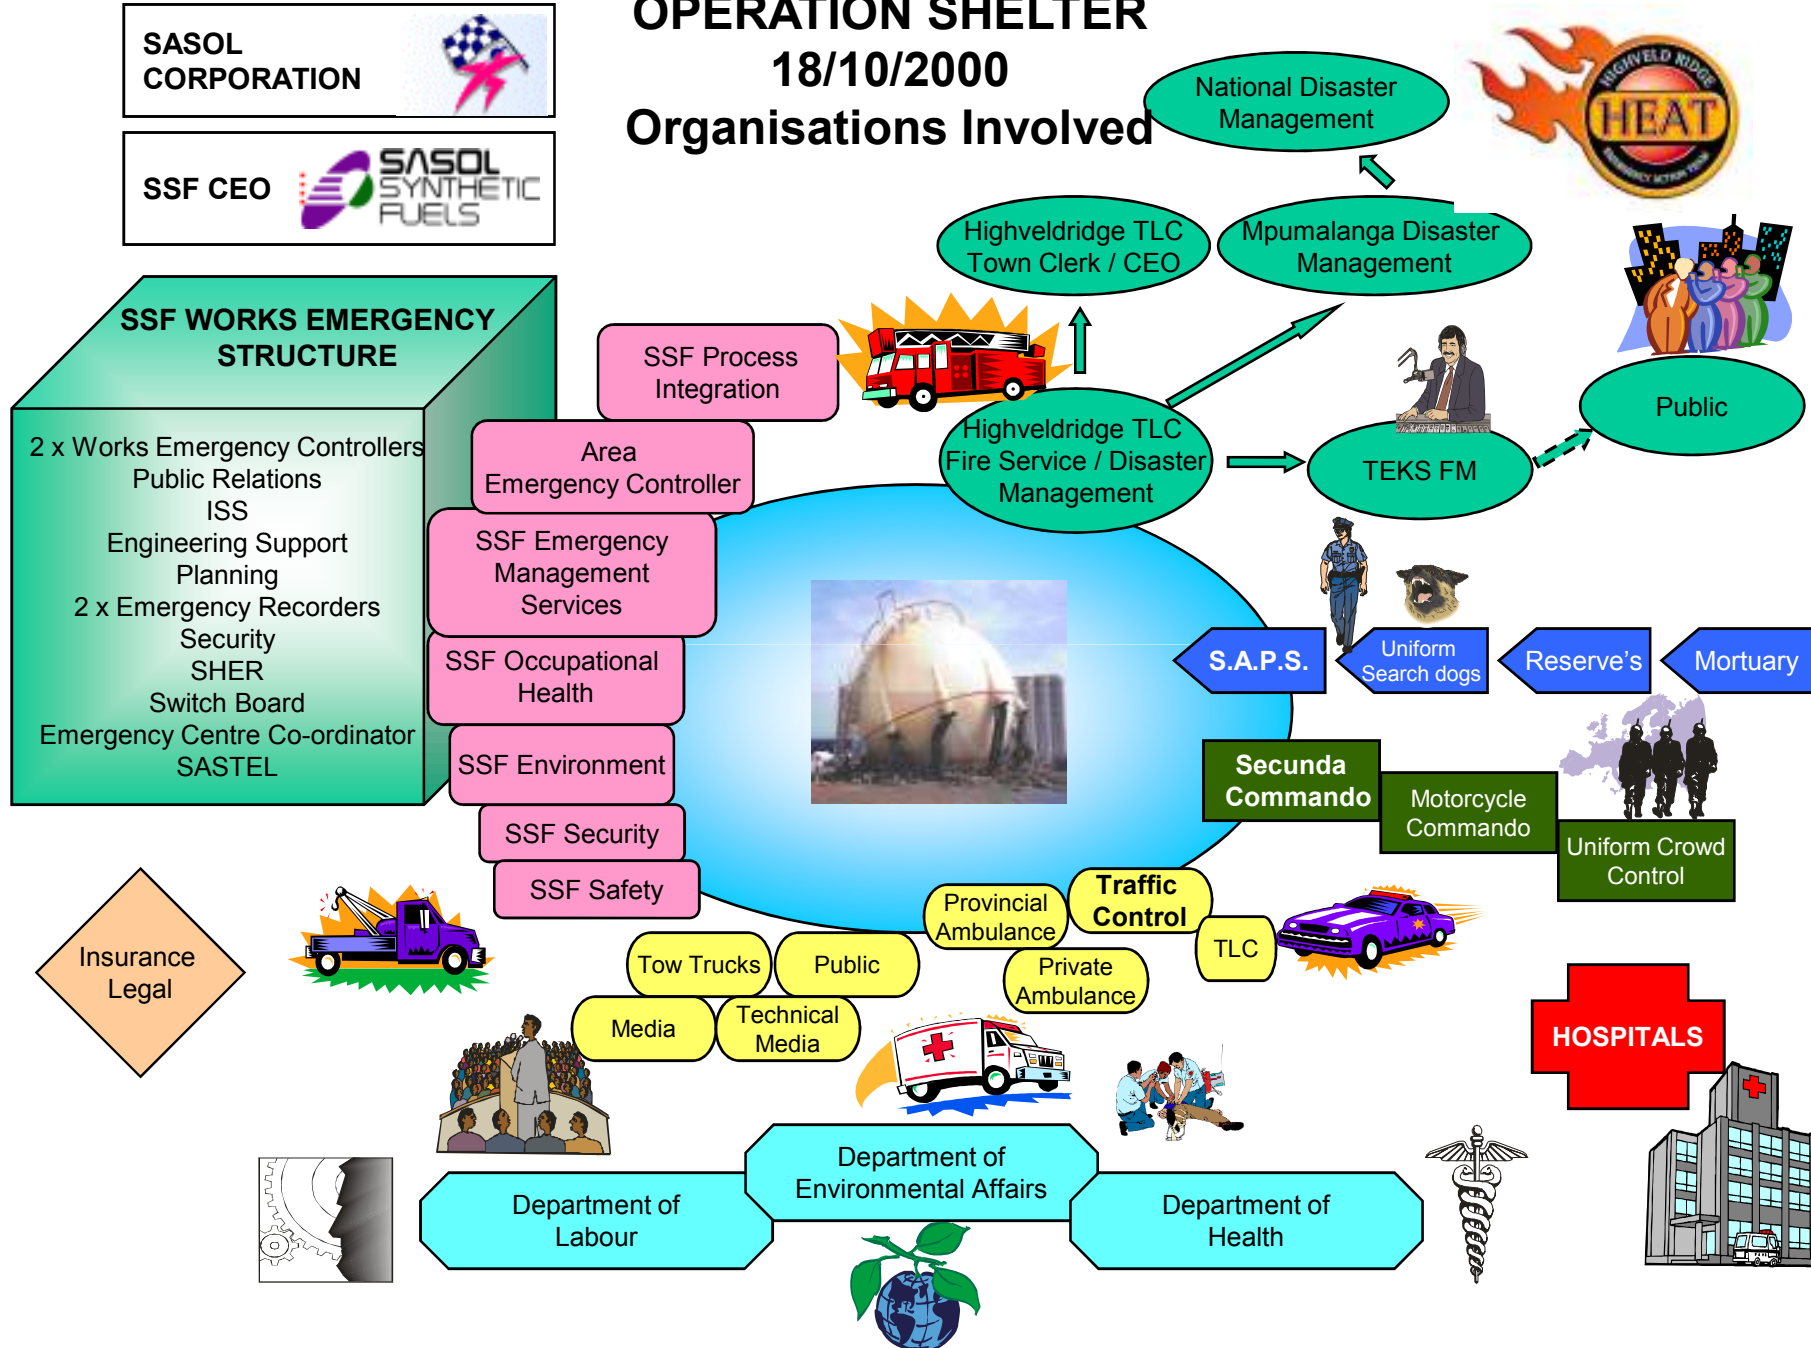 OPERATION SHELTER
18/10/2000
Organisations Involved
SASOL
CORPORATION
SSF CEO
SASOL
SYNTHETIC
FUELS
National Disaster
Management
HIGHVELD RIDGE
HEAT
EMERGENCY ACTION TEAM
Highveldridge TLC
Town Clerk / CEO
Mpumalanga Disaster
Management
SSF WORKS EMERGENCY
STRUCTURE
2 x Works Emergency Controllers
Public Relations
ISS
Engineering Support
Planning
2 x Emergency Recorders
Security
SHER
Switch Board
Emergency Centre Co-ordinator
SASTEL
SSF Process
Integration
Area
Emergency Controller
SSF Emergency
Management
Services
SSF Occupational
Health
SSF Environment
SSF Security
SSF Safety
Highveldridge TLC
Fire Service / Disaster
Management
TEKS FM
Public
S.A.P.S.
Uniform
Search dogs
Reserve's
Mortuary
Secunda
Commando
Motorcycle
Commando
Uniform Crowd
Control
Insurance
Legal
Tow Trucks
Public
Media
Technical
Media
Provincial
Ambulance
Traffic
Control
Private
Ambulance
TLC
HOSPITALS
Department of
Labour
Department of
Environmental Affairs
Department of
Health